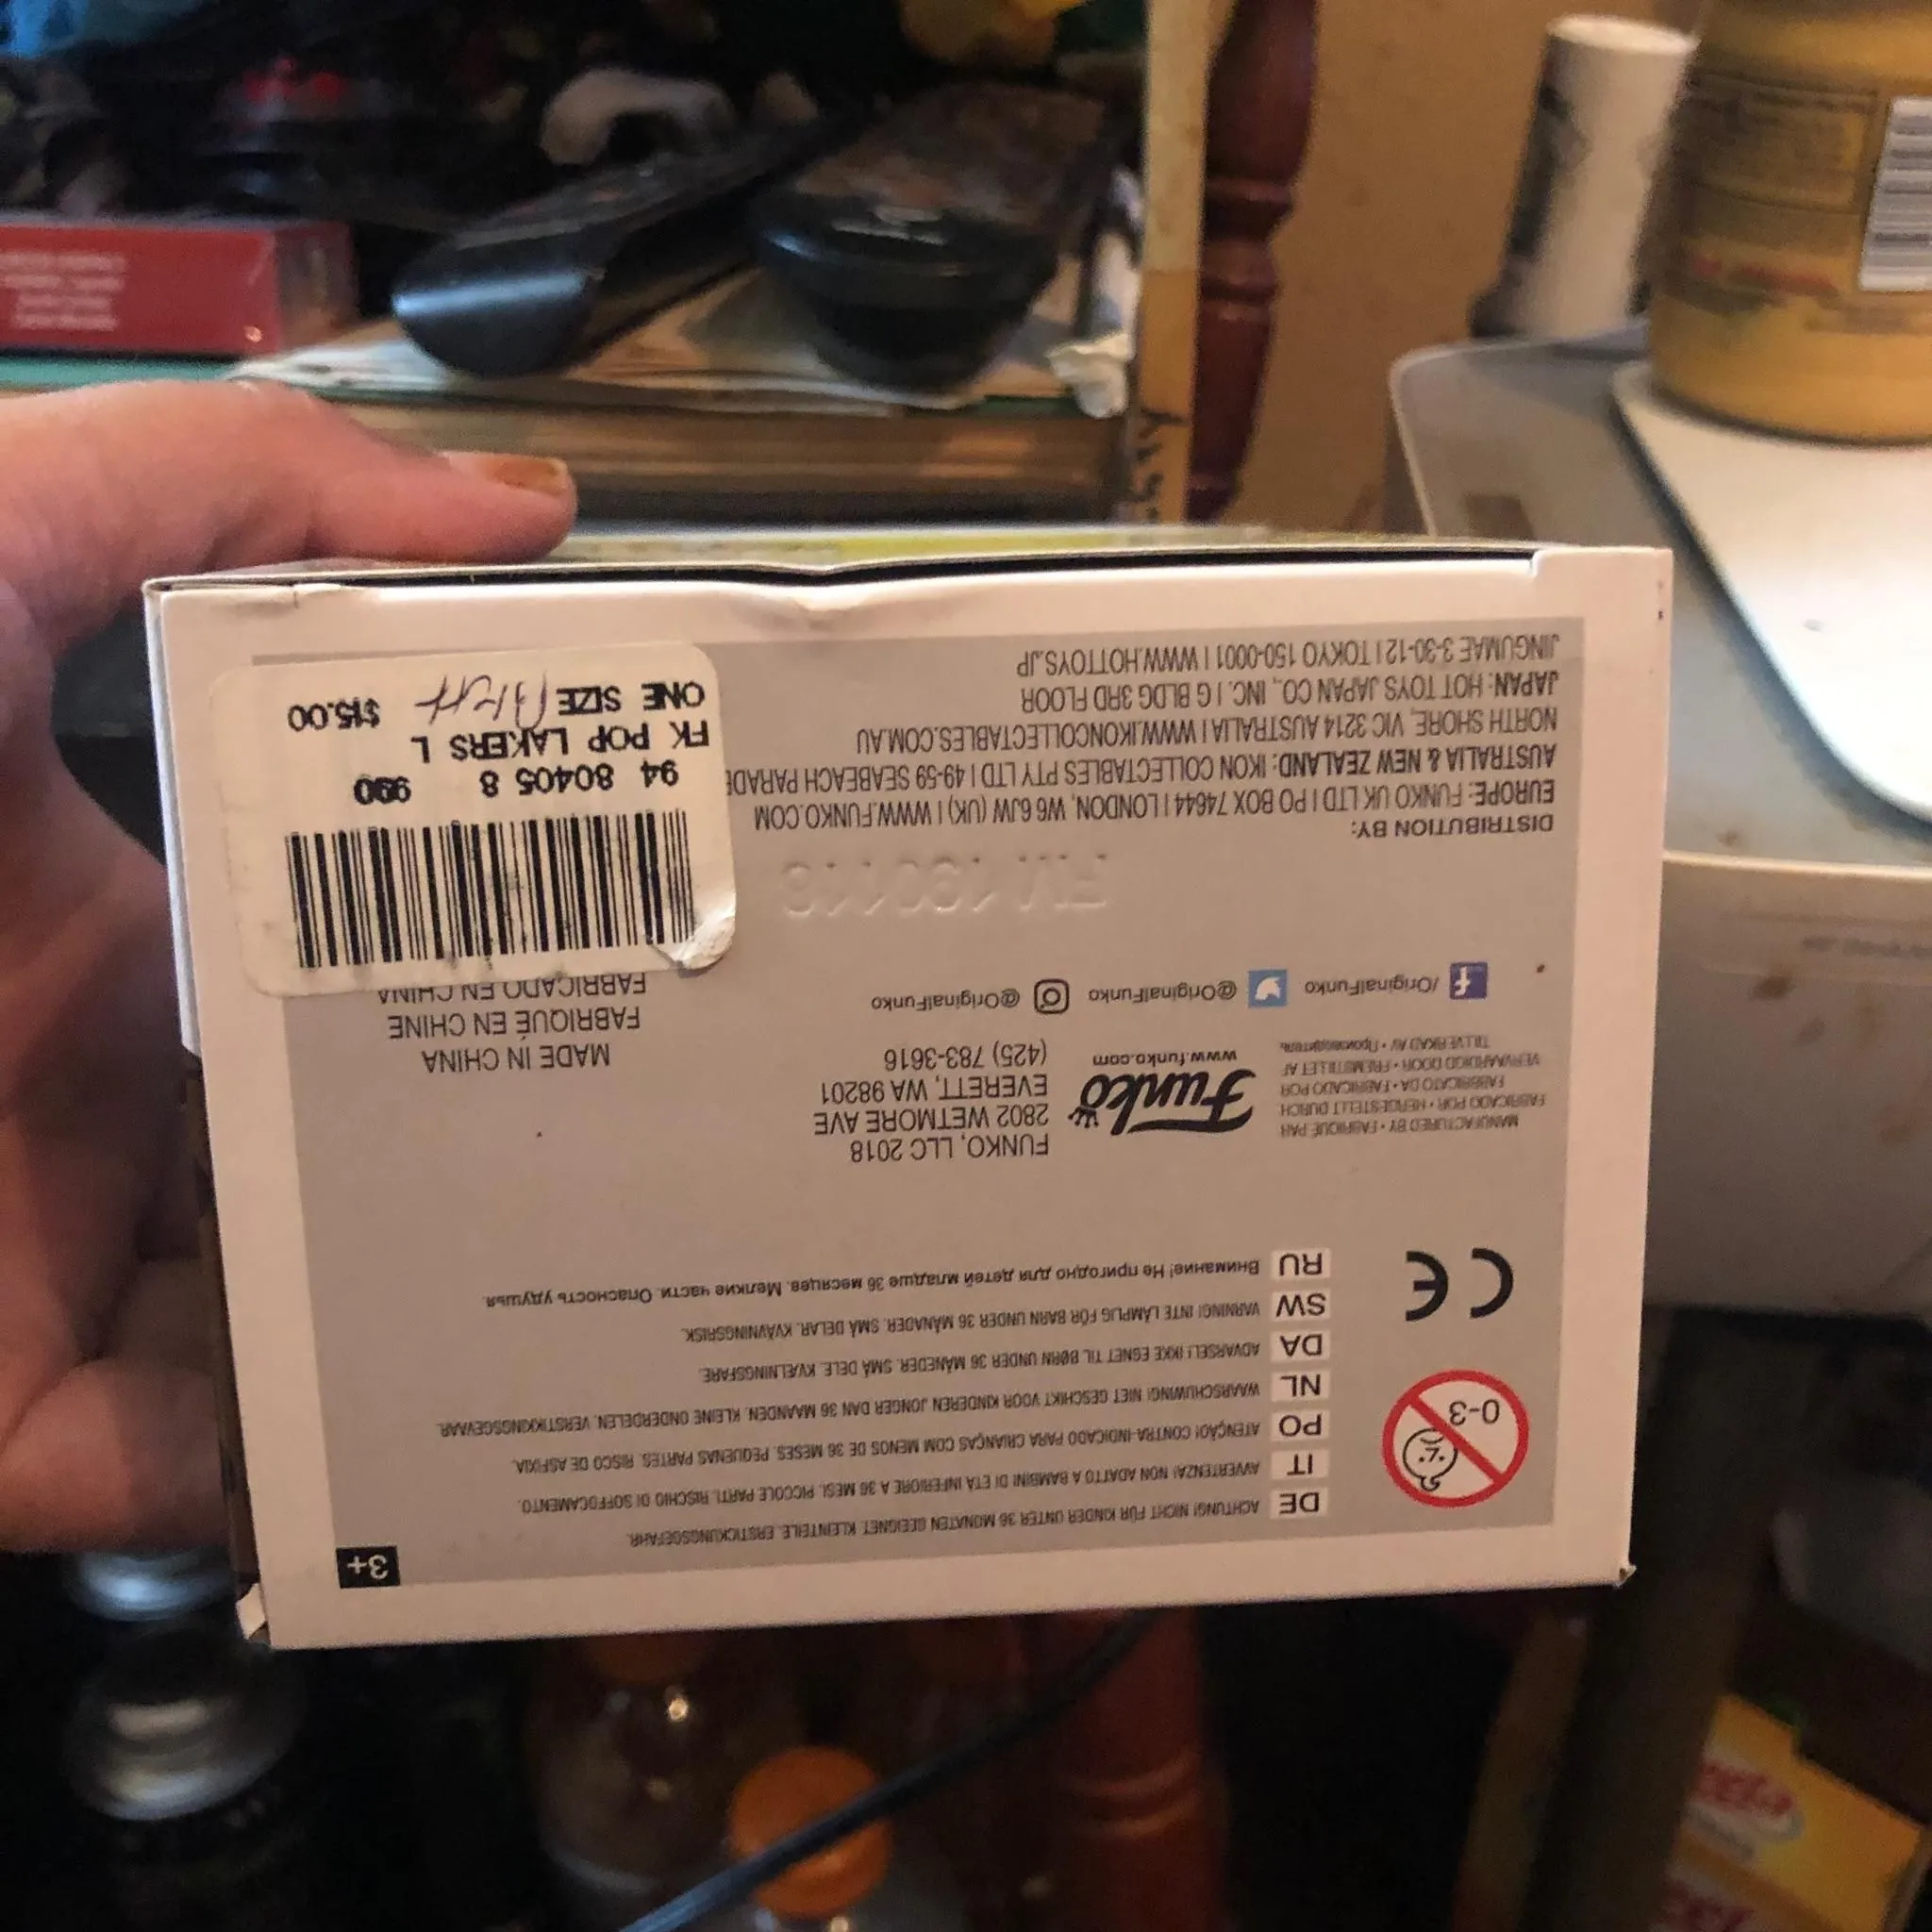 3+
DE ACHTUNG! NICHT FÜR KINDER UNTER 36 MONATEN GEEIGNET. KLEINTEILE. ERSTICKUNGSGEFAHR.
IT AVVERTENZA! NON ADATTO A BAMBINI DI ETÀ INFERIORE A 36 MESI. PICCOLE PARTI. RISCHIO DI SOFFOCAMENTO.
PO ATENÇÃO! CONTRA-INDICADO PARA CRIANÇAS COM MENOS DE 36 MESES. PEQUENAS PARTES. RISCO DE ASFIXIA.
NL WAARSCHUWING! NIET GESCHIKT VOOR KINDEREN JONGER DAN 36 MAANDEN. KLEINE ONDERDELEN. VERSTIKKINGSGEVAAR.
DA ADVARSEL! IKKE EGNET TIL BØRN UNDER 36 MÅNEDER. SMÅ DELE. KVÆLNINGSFARE.
SW VARNING! INTE LÄMPLIG FÖR BARN UNDER 36 MÅNADER. SMÅ DELAR. KVÄVNINGSRISK.
RU Внимание! Не пригодно для детей младше 36 месяцев. Мелкие части. Опасность удушья.
0-3
CE
MANUFACTURED BY • FABRIQUÉ PAR
FABRICADO POR • HERGESTELLT DURCH
FABBRICATO DA • FABRICADO POR
VERVAARDIGD DOOR • FREMSTILLET AF
TILLVERKAD AV • Производитель
Funko
www.funko.com
FUNKO, LLC 2018
2802 WETMORE AVE
EVERETT, WA 98201
(425) 783-3616
MADE IN CHINA
FABRIQUÉ EN CHINE
FABRICADO EN CHINA
/OriginalFunko @OriginalFunko @OriginalFunko
DISTRIBUTION BY:
EUROPE: FUNKO UK LTD | PO BOX 74644 | LONDON, W6 6JW (UK) | WWW.FUNKO.COM
AUSTRALIA & NEW ZEALAND: IKON COLLECTABLES PTY LTD | 49-59 SEABEACH PARADE
NORTH SHORE, VIC 3214 AUSTRALIA | WWW.IKONCOLLECTABLES.COM.AU
JAPAN: HOT TOYS JAPAN CO., INC. | G BLDG 3RD FLOOR
JINGUMAE 3-30-12 | TOKYO 150-0001 | WWW.HOTTOYS.JP
94 80405 8 990
FK POP LAKERS L
ONE SIZE $15.00